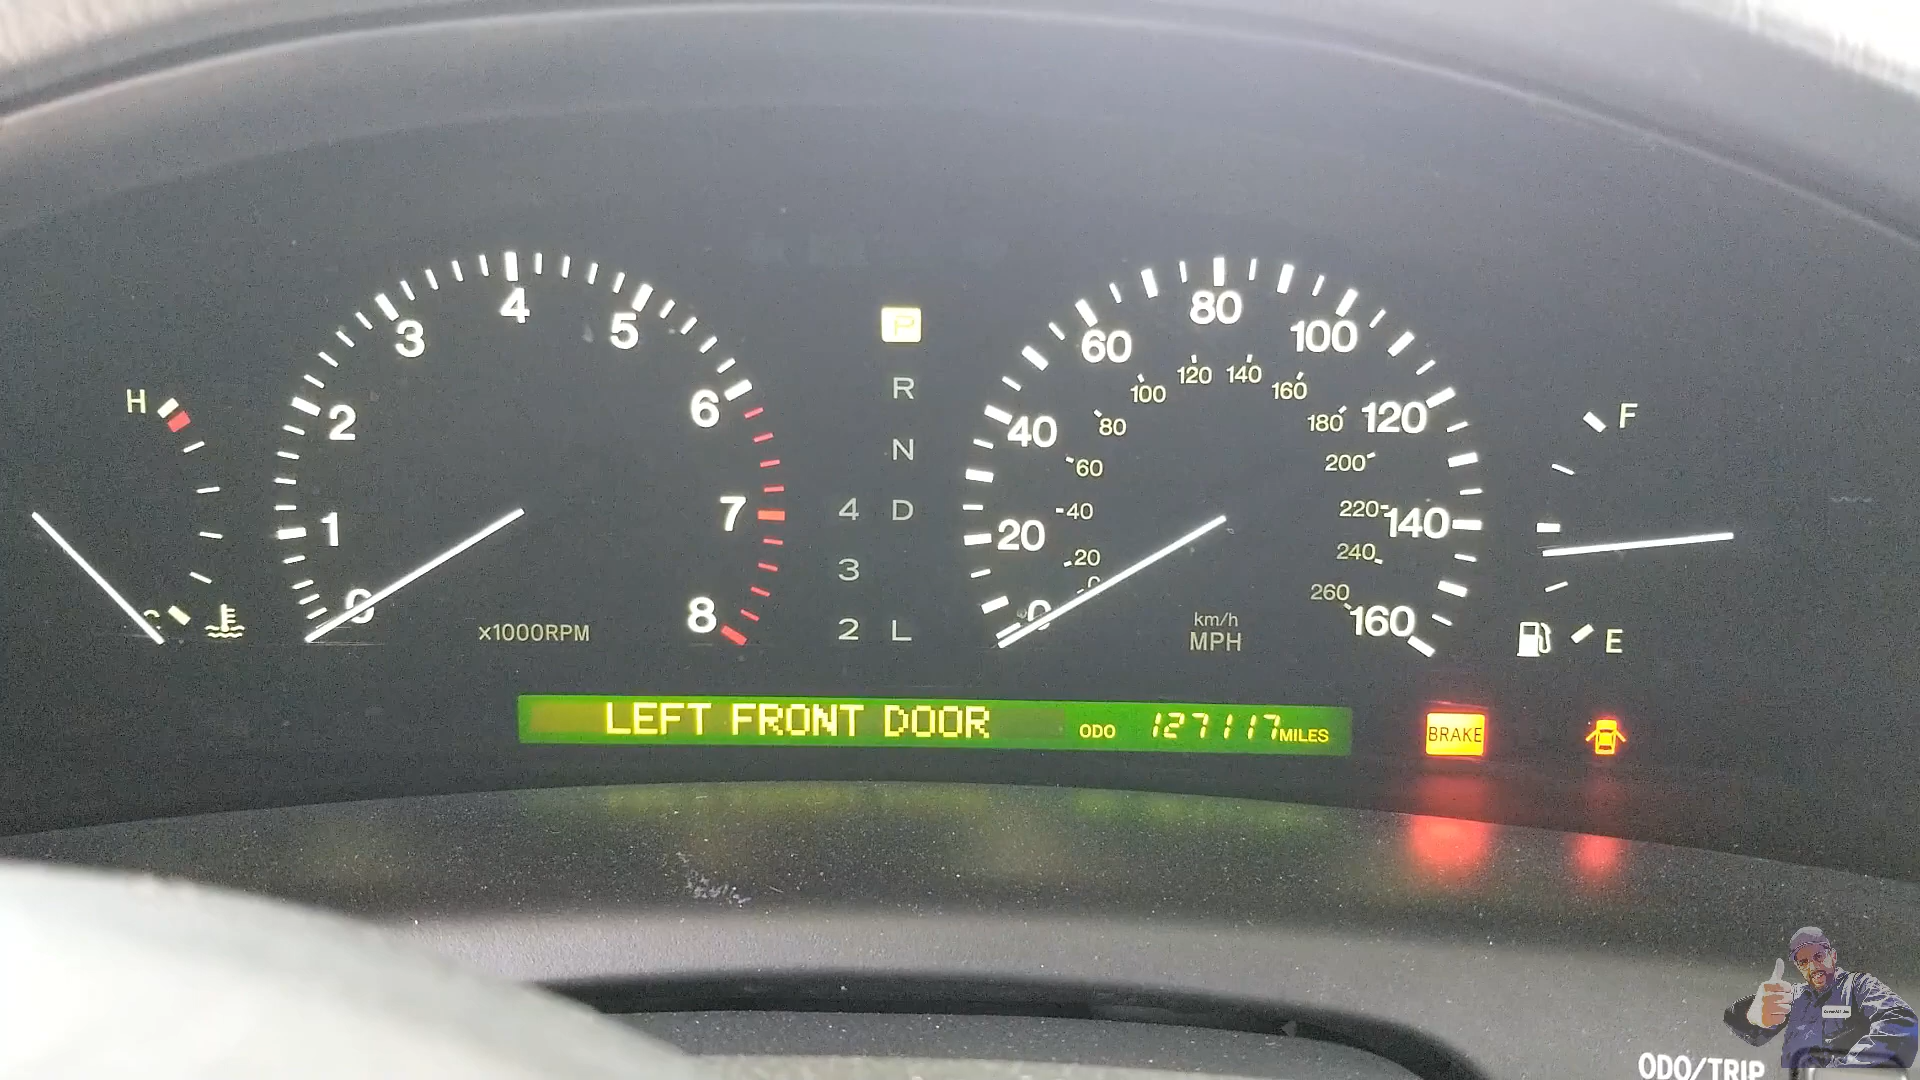 H
C
0
1
2
3
4
5
6
7
8
x1000RPM
P
R
N
4 D
3
2 L
0
20
40
60
80
100
120
140
160
0
20
40
60
80
100
120
140
160
180
200
220
240
260
km/h
MPH
F
E
LEFT FRONT DOOR ODO 127117 MILES
BRAKE
ODO/TRIP